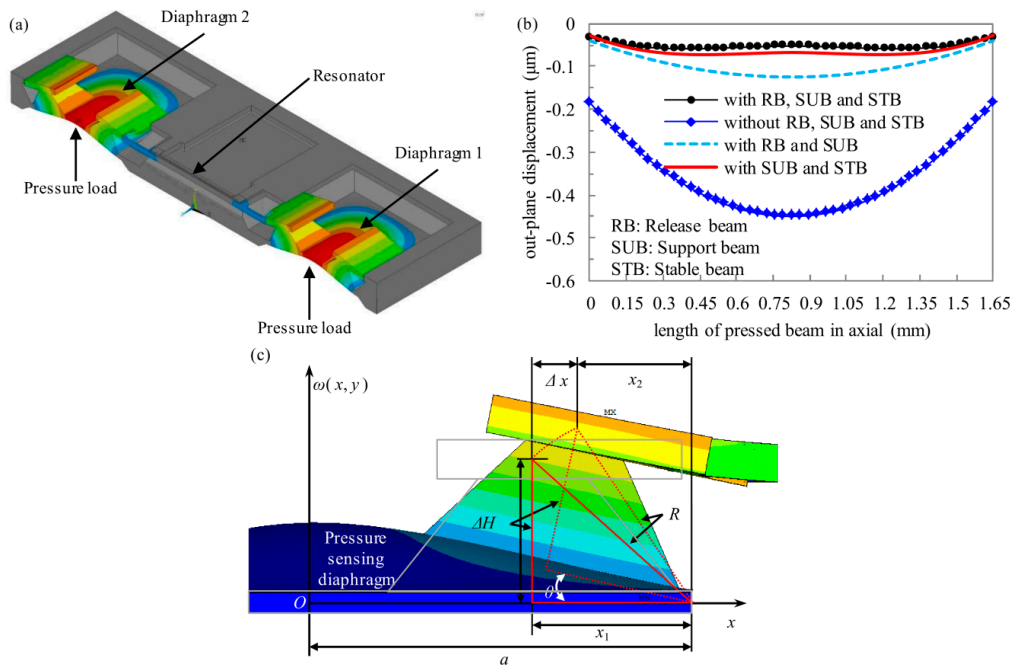 (a)
Diaphragm 2
Resonator
Diaphragm 1
Pressure load
Pressure load
(b)
out-plane displacement (μm)
0
-0.1
-0.2
-0.3
-0.4
-0.5
-0.6
with RB, SUB and STB
without RB, SUB and STB
with RB and SUB
with SUB and STB
RB: Release beam
SUB: Support beam
STB: Stable beam
0 0.15 0.3 0.45 0.6 0.75 0.9 1.05 1.2 1.35 1.5 1.65
length of pressed beam in axial (mm)
(c)
ω(x, y)
Δx
x₂
MX
ΔH
R
Pressure
sensing
diaphragm
θ
O
x
x₁
a